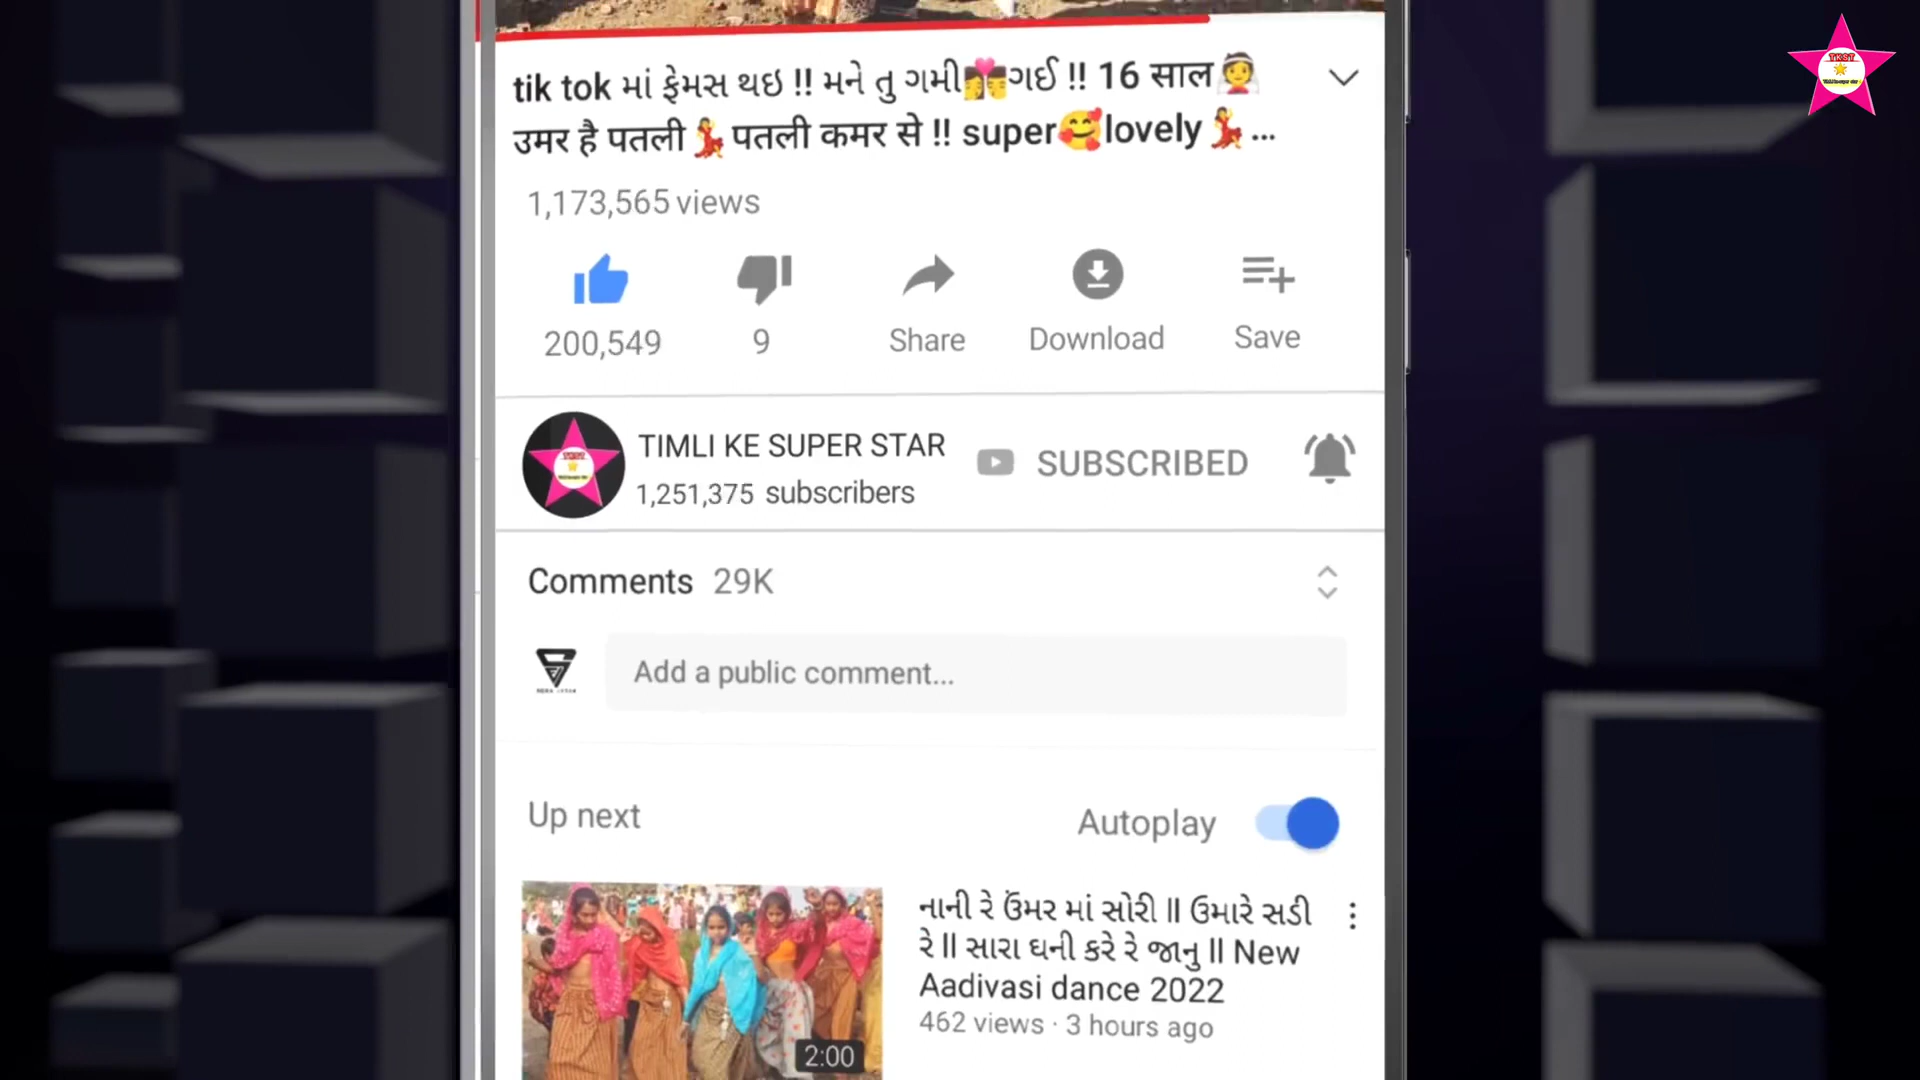 TKST
tik tok માં ફેમસ થઇ !! મને તુ ગમી💏ગઈ !! 16 साल👰
उमर है पतली💃पतली कमर से !! super🥰lovely💃...
1,173,565 views
200,549
9
Share
Download
Save
TIMLI KE SUPER STAR
1,251,375 subscribers
SUBSCRIBED
Comments 29K
Add a public comment...
Up next
Autoplay
નાની રે ઉંમર માં સોરી ॥ ઉમારે સડી
રે ॥ સારા ઘની કરે રે જાનુ ॥ New
Aadivasi dance 2022
462 views · 3 hours ago
2:00